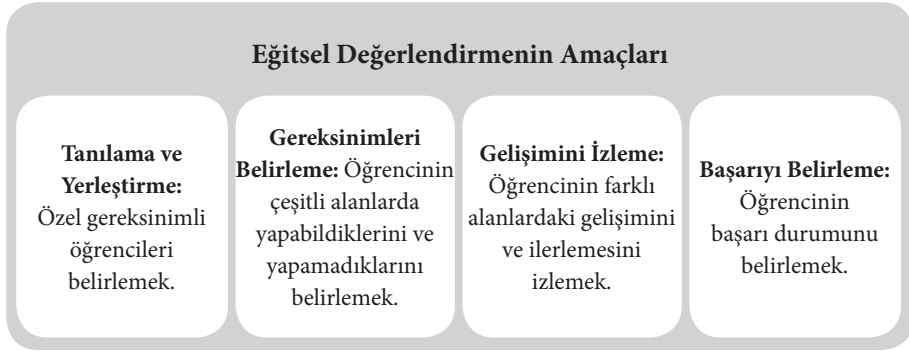 Eğitsel Değerlendirmenin Amaçları
Tanılama ve
Yerleştirme:
Özel gereksinimli
öğrencileri
belirlemek.
Gereksinimleri
Belirleme: Öğrencinin
çeşitli alanlarda
yapabildiklerini ve
yapamadıklarını
belirlemek.
Gelişimini İzleme:
Öğrencinin farklı
alanlardaki gelişimini
ve ilerlemesini
izlemek.
Başarıyı Belirleme:
Öğrencinin
başarı durumunu
belirlemek.